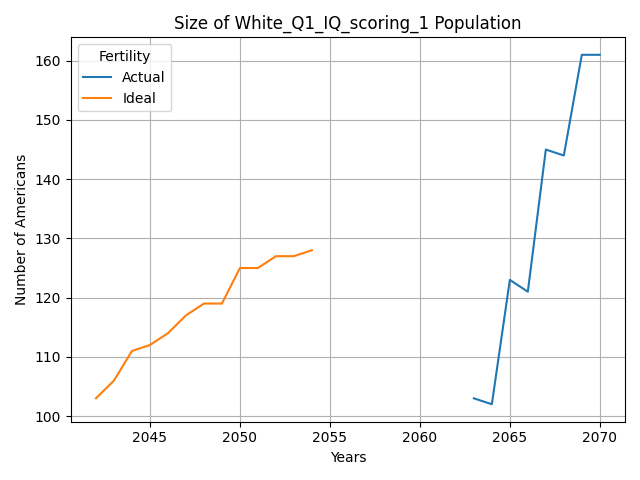 Size of White_Q1_IQ_scoring_1 Population
Fertility
Actual
Ideal
Number of Americans
160
150
140
130
120
110
100
2045
2050
2055
2060
2065
2070
Years